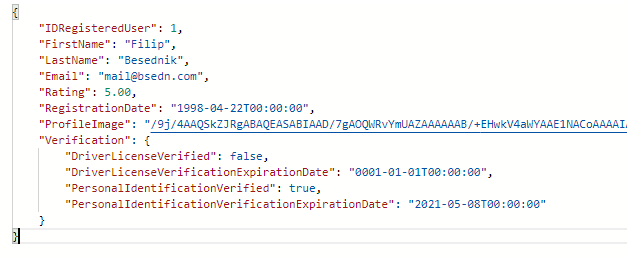 {
"IDRegisteredUser": 1,
"FirstName": "Filip",
"LastName": "Besednik",
"Email": "mail@bsedn.com",
"Rating": 5.00,
"RegistrationDate": "1998-04-22T00:00:00",
"ProfileImage": "/9j/4AAQSkZJRgABAQEASABIAAD/7gAOQWRvYmUAZAAAAAAB/+EHwkV4aWYAAE1NACoAAAAI
"Verification": {
"DriverLicenseVerified": false,
"DriverLicenseVerificationExpirationDate": "0001-01-01T00:00:00",
"PersonalIdentificationVerified": true,
"PersonalIdentificationVerificationExpirationDate": "2021-05-08T00:00:00"
}
}